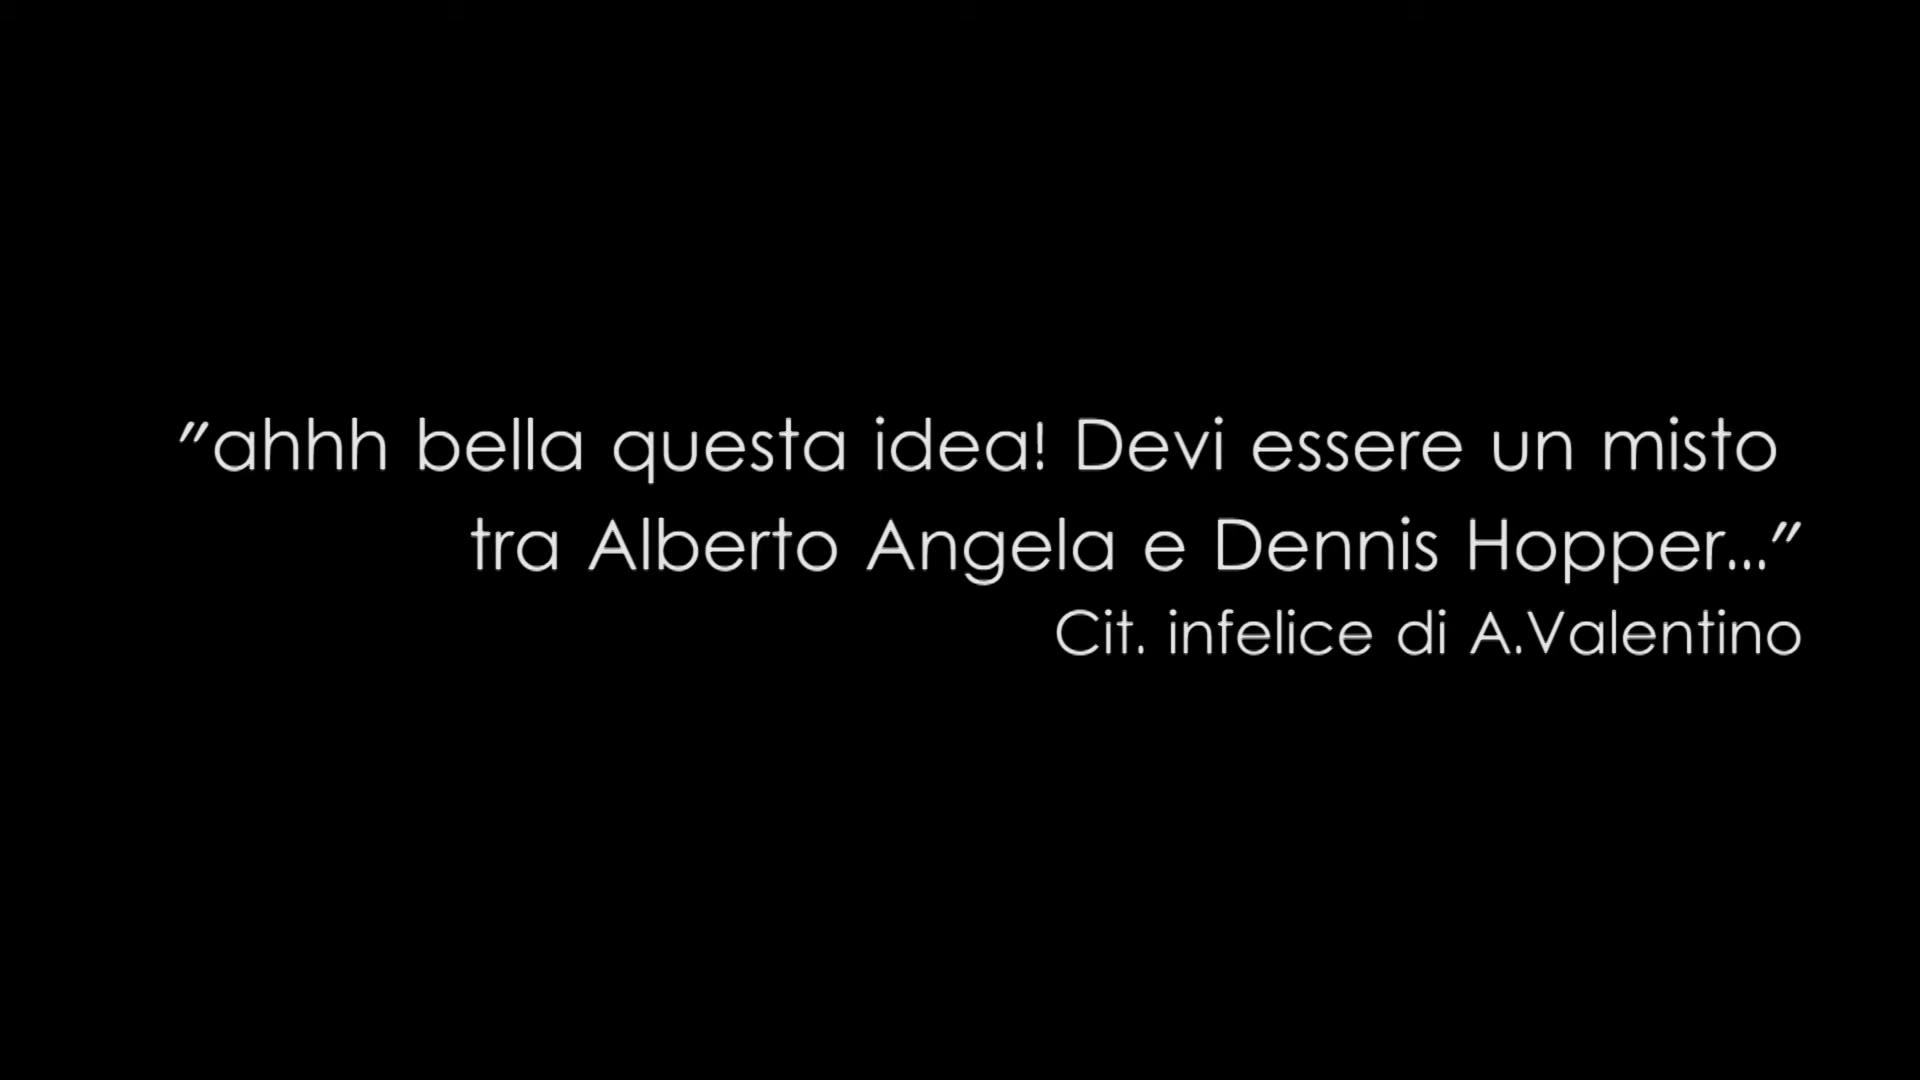 "ahhh bella questa idea! Devi essere un misto
tra Alberto Angela e Dennis Hopper..."
Cit. infelice di A.Valentino